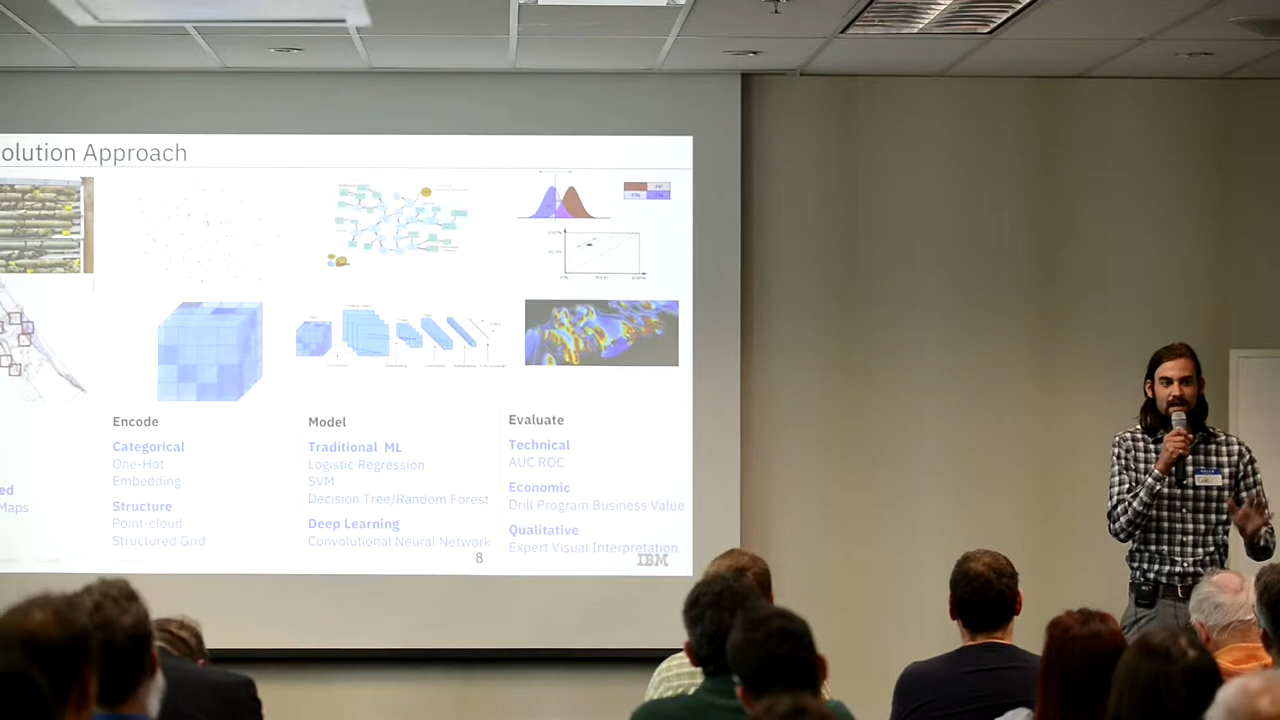 olution Approach
ed
Maps
Encode
Categorical
One-Hot
Embedding
Structure
Point-cloud
Structured Grid
Model
Traditional ML
Logistic Regression
SVM
Decision Tree/Random Forest
Deep Learning
Convolutional Neural Network
Evaluate
Technical
AUC ROC
Economic
Drill Program Business Value
Qualitative
Expert Visual Interpretation
8
IBM